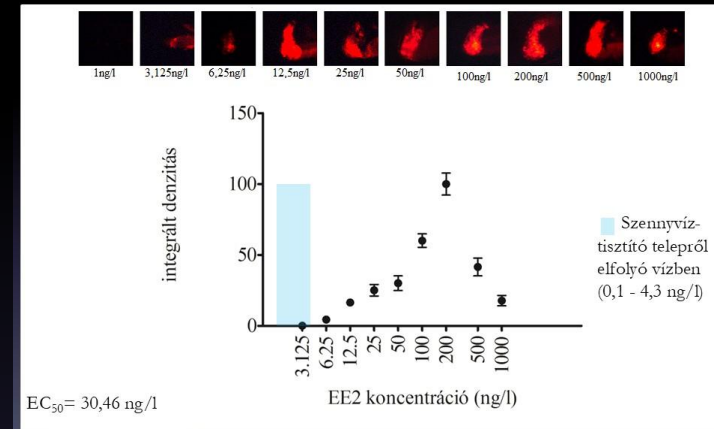 1ng/l 3,125ng/l 6,25ng/l 12,5ng/l 25ng/l 50ng/l 100ng/l 200ng/l 500ng/l 1000ng/l
150
100
50
0
integrált denzitás
3.125 6.25 12.5 25 50 100 200 500 1000
EE2 koncentráció (ng/l)
Szennyvíz-
tisztító telepről
elfolyó vízben
(0,1 - 4,3 ng/l)
EC₅₀= 30,46 ng/l